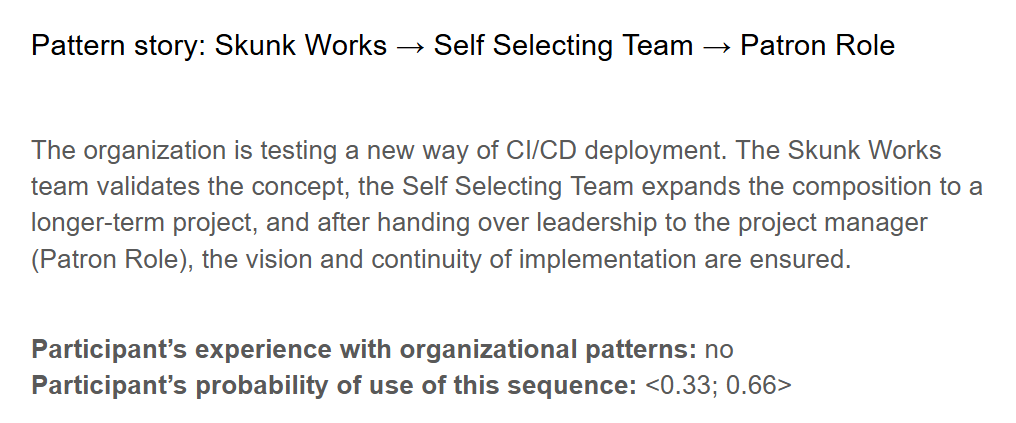 Pattern story: Skunk Works → Self Selecting Team → Patron Role
The organization is testing a new way of CI/CD deployment. The Skunk Works
team validates the concept, the Self Selecting Team expands the composition to a
longer-term project, and after handing over leadership to the project manager
(Patron Role), the vision and continuity of implementation are ensured.
Participant’s experience with organizational patterns: no
Participant’s probability of use of this sequence: <0.33; 0.66>